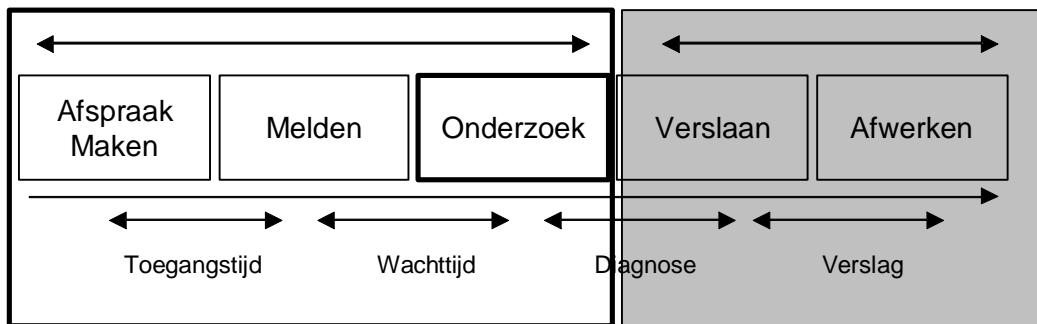 Afspraak
Maken
Melden
Onderzoek
Verslaan
Afwerken
Toegangstijd
Wachttijd
Diagnose
Verslag